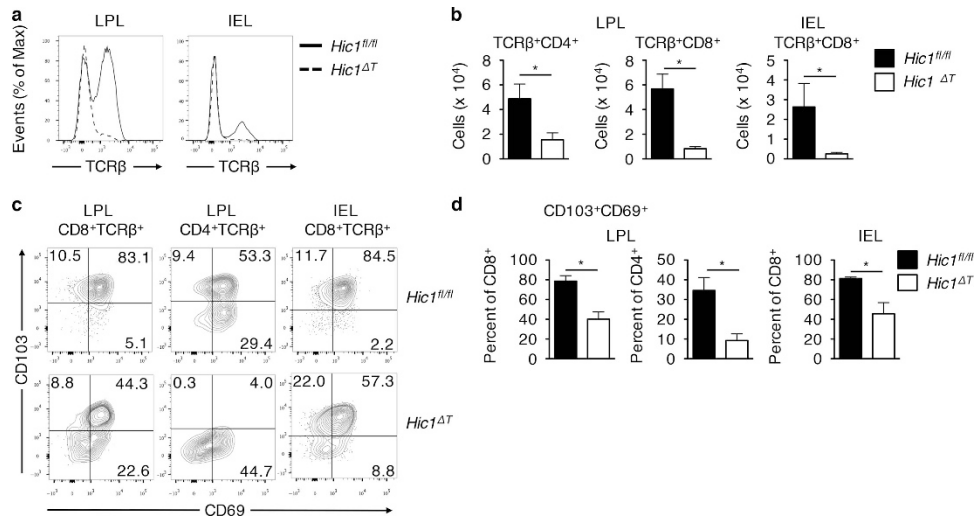 a
LPL
IEL
Hic1fl/fl
Hic1ΔT
Events (% of Max)
TCRβ
TCRβ
b
LPL
IEL
TCRβ+CD4+
TCRβ+CD8+
TCRβ+CD8+
Cells (x 10⁴)
8
6
4
2
0
*
Cells (x 10⁴)
8
6
4
2
0
*
Cells (x 10⁴)
5
4
3
2
1
0
*
Hic1fl/fl
Hic1 ΔT
c
LPL
CD8+TCRβ+
LPL
CD4+TCRβ+
IEL
CD8+TCRβ+
10.5 83.1
5.1
9.4 53.3
29.4
11.7 84.5
2.2
Hic1fl/fl
8.8 44.3
22.6
0.3 4.0
44.7
22.0 57.3
8.8
Hic1ΔT
CD103
CD69
d
CD103+CD69+
LPL
IEL
Percent of CD8+
100
80
60
40
20
0
*
Percent of CD4+
50
40
30
20
10
0
*
Percent of CD8+
100
80
60
40
20
0
*
Hic1fl/fl
Hic1ΔT